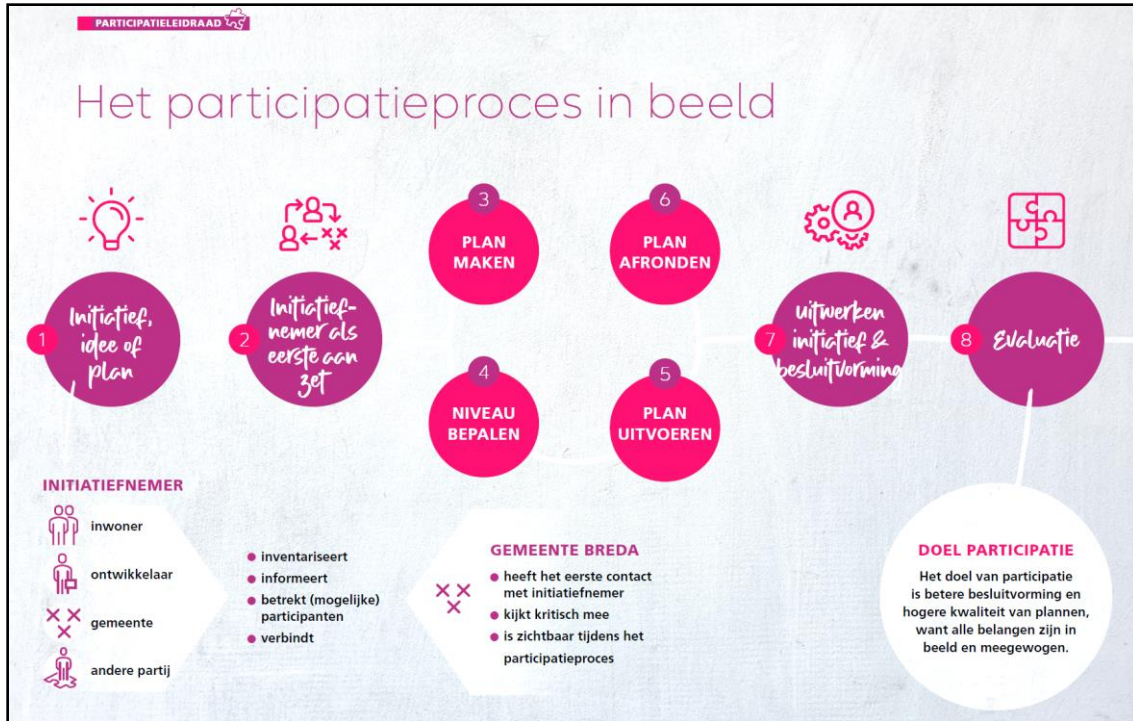 PARTICIPATIELEIDRAAD
Het participatieproces in beeld
1
Initiatief,
idee of
plan
2
Initiatief-
nemer als
eerste aan
zet
3
PLAN
MAKEN
4
NIVEAU
BEPALEN
5
PLAN
UITVOEREN
6
PLAN
AFRONDEN
7
uitwerken
initiatief &
besluitvorming
8
Evaluatie
INITIATIEFNEMER
inwoner
ontwikkelaar
gemeente
andere partij
inventariseert
informeert
betrekt (mogelijke)
participanten
verbindt
GEMEENTE BREDA
heeft het eerste contact
met initiatiefnemer
kijkt kritisch mee
is zichtbaar tijdens het
participatieproces
DOEL PARTICIPATIE
Het doel van participatie
is betere besluitvorming en
hogere kwaliteit van plannen,
want alle belangen zijn in
beeld en meegewogen.